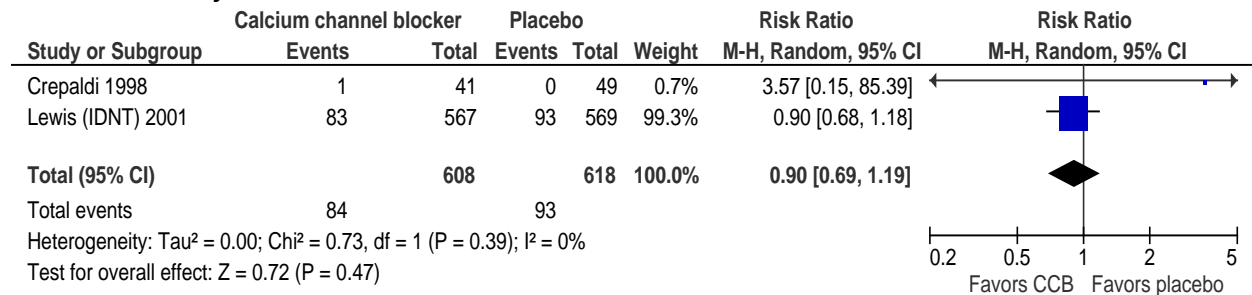 Calcium channel blocker Placebo Risk Ratio Risk Ratio
Study or Subgroup Events Total Events Total Weight M-H, Random, 95% CI M-H, Random, 95% CI
Crepaldi 1998 1 41 0 49 0.7% 3.57 [0.15, 85.39]
Lewis (IDNT) 2001 83 567 93 569 99.3% 0.90 [0.68, 1.18]
Total (95% CI) 608 618 100.0% 0.90 [0.69, 1.19]
Total events 84 93
Heterogeneity: Tau² = 0.00; Chi² = 0.73, df = 1 (P = 0.39); I² = 0%
Test for overall effect: Z = 0.72 (P = 0.47)
0.2 0.5 1 2 5
Favors CCB Favors placebo